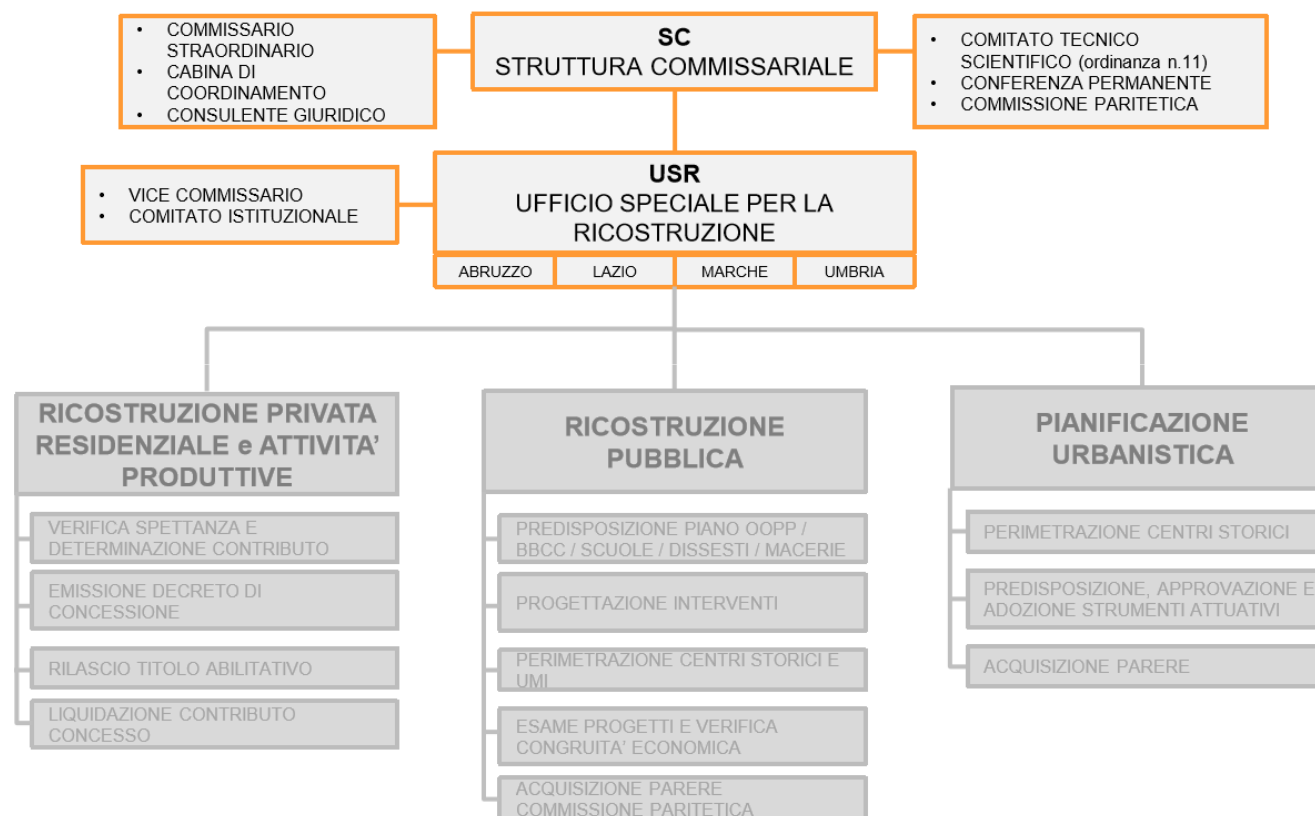 • COMMISSARIO
STRAORDINARIO
• CABINA DI
COORDINAMENTO
• CONSULENTE GIURIDICO
SC
STRUTTURA COMMISSARIALE
• COMITATO TECNICO
SCIENTIFICO (ordinanza n.11)
• CONFERENZA PERMANENTE
• COMMISSIONE PARITETICA
• VICE COMMISSARIO
• COMITATO ISTITUZIONALE
USR
UFFICIO SPECIALE PER LA
RICOSTRUZIONE
ABRUZZO
LAZIO
MARCHE
UMBRIA
RICOSTRUZIONE PRIVATA
RESIDENZIALE e ATTIVITA’
PRODUTTIVE
VERIFICA SPETTANZA E
DETERMINAZIONE CONTRIBUTO
EMISSIONE DECRETO DI
CONCESSIONE
RILASCIO TITOLO ABILITATIVO
LIQUIDAZIONE CONTRIBUTO
CONCESSO
RICOSTRUZIONE
PUBBLICA
PREDISPOSIZIONE PIANO OOPP /
BBCC / SCUOLE / DISSESTI / MACERIE
PROGETTAZIONE INTERVENTI
PERIMETRAZIONE CENTRI STORICI E
UMI
ESAME PROGETTI E VERIFICA
CONGRUITA’ ECONOMICA
ACQUISIZIONE PARERE
COMMISSIONE PARITETICA
PIANIFICAZIONE
URBANISTICA
PERIMETRAZIONE CENTRI STORICI
PREDISPOSIZIONE, APPROVAZIONE E
ADOZIONE STRUMENTI ATTUATIVI
ACQUISIZIONE PARERE